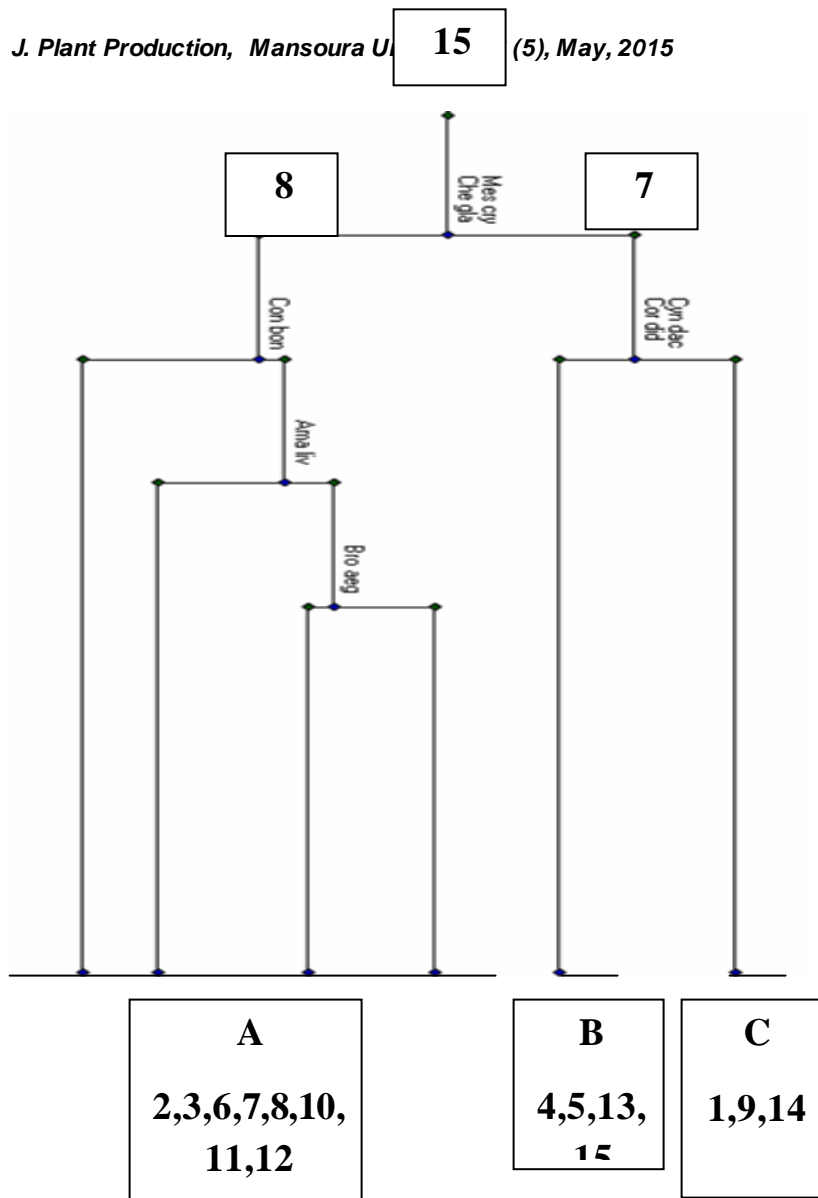 J. Plant Production, Mansoura U (5), May, 2015
15
8
7
Mes cry
Che gla
Con bon
Cyn dac
Cor did
Ama liv
Bro aeg
A
2,3,6,7,8,10,
11,12
B
4,5,13,
15
C
1,9,14